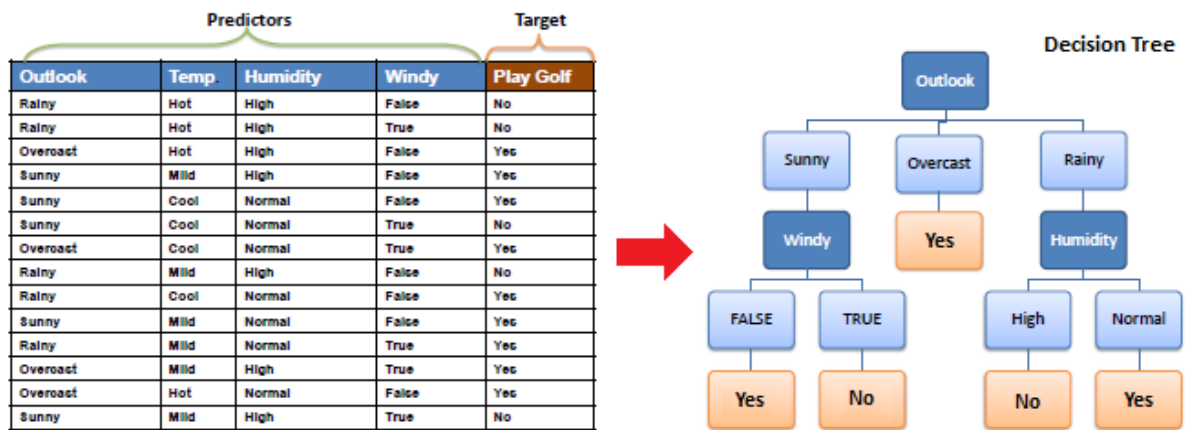 Predictors Target
Outlook Temp. Humidity Windy Play Golf
Rainy Hot High False No
Rainy Hot High True No
Overcast Hot High False Yes
Sunny Mild High False Yes
Sunny Cool Normal False Yes
Sunny Cool Normal True No
Overcast Cool Normal True Yes
Rainy Mild High False No
Rainy Cool Normal False Yes
Sunny Mild Normal False Yes
Rainy Mild Normal True Yes
Overcast Mild High True Yes
Overcast Hot Normal False Yes
Sunny Mild High True No
Decision Tree
Outlook
Sunny Overcast Rainy
Windy Yes Humidity
FALSE TRUE High Normal
Yes No No Yes